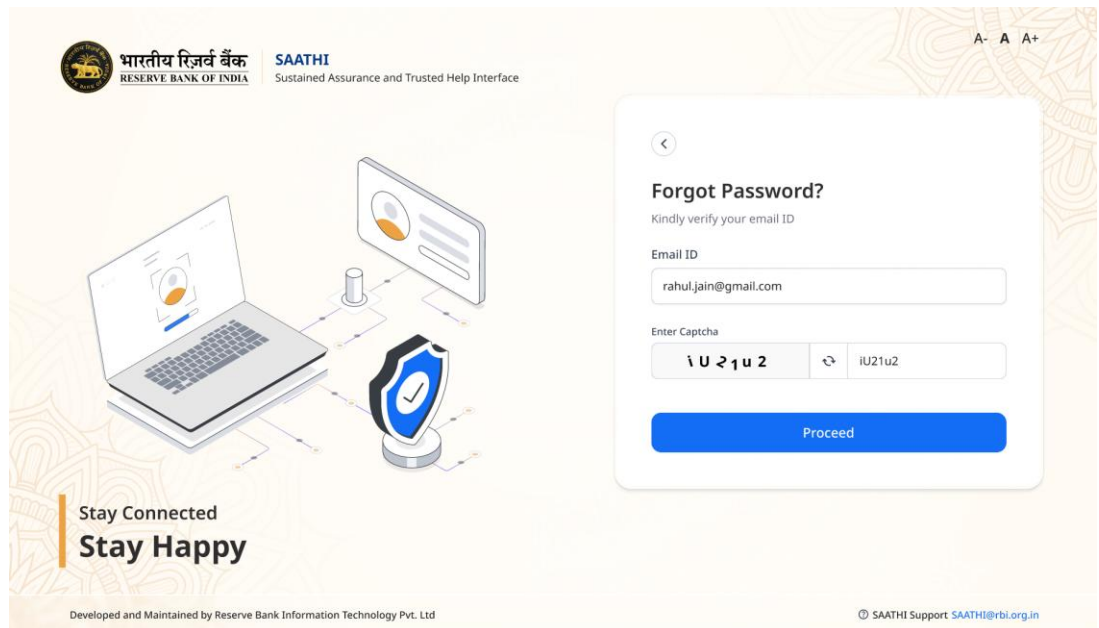 A- A A+
भारतीय रिज़र्व बैंक
RESERVE BANK OF INDIA
SAATHI
Sustained Assurance and Trusted Help Interface
Forgot Password?
Kindly verify your email ID
Email ID
rahul.jain@gmail.com
Enter Captcha
iU21u2 iU21u2
Proceed
Stay Connected
Stay Happy
Developed and Maintained by Reserve Bank Information Technology Pvt. Ltd
SAATHI Support SAATHI@rbi.org.in